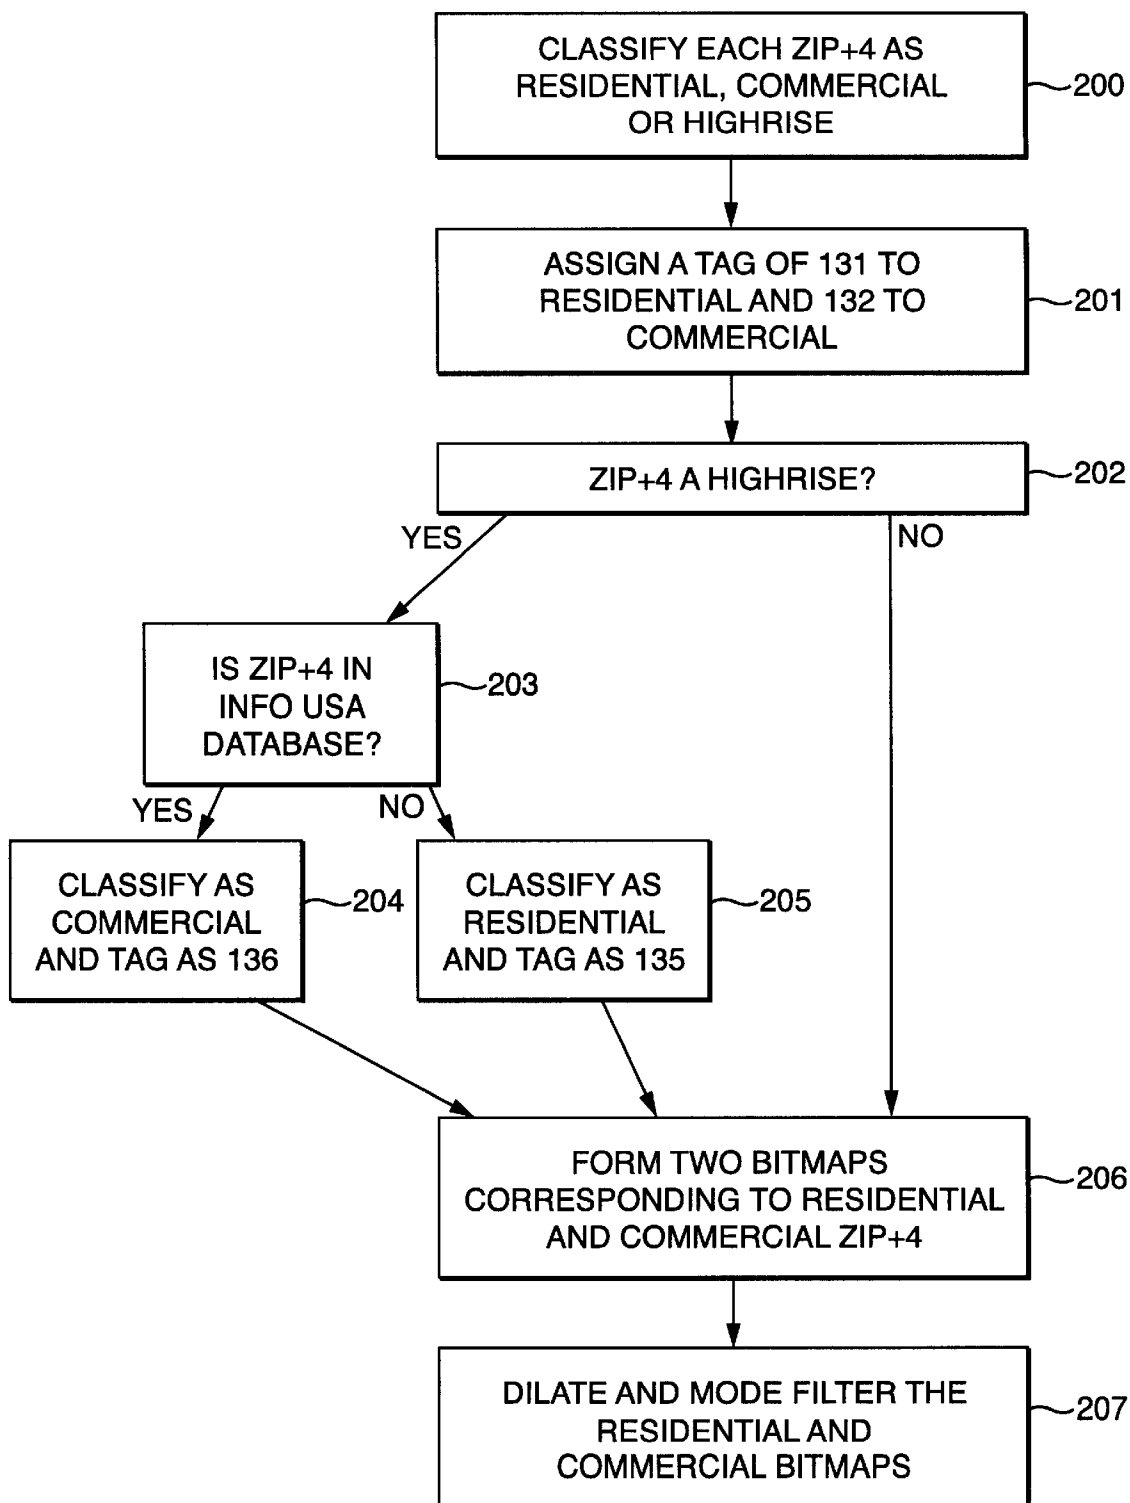 CLASSIFY EACH ZIP+4 AS
RESIDENTIAL, COMMERCIAL
OR HIGHRISE
200
ASSIGN A TAG OF 131 TO
RESIDENTIAL AND 132 TO
COMMERCIAL
201
ZIP+4 A HIGHRISE?
202
YES
NO
IS ZIP+4 IN
INFO USA
DATABASE?
203
YES
NO
CLASSIFY AS
COMMERCIAL
AND TAG AS 136
204
CLASSIFY AS
RESIDENTIAL
AND TAG AS 135
205
FORM TWO BITMAPS
CORRESPONDING TO RESIDENTIAL
AND COMMERCIAL ZIP+4
206
DILATE AND MODE FILTER THE
RESIDENTIAL AND
COMMERCIAL BITMAPS
207